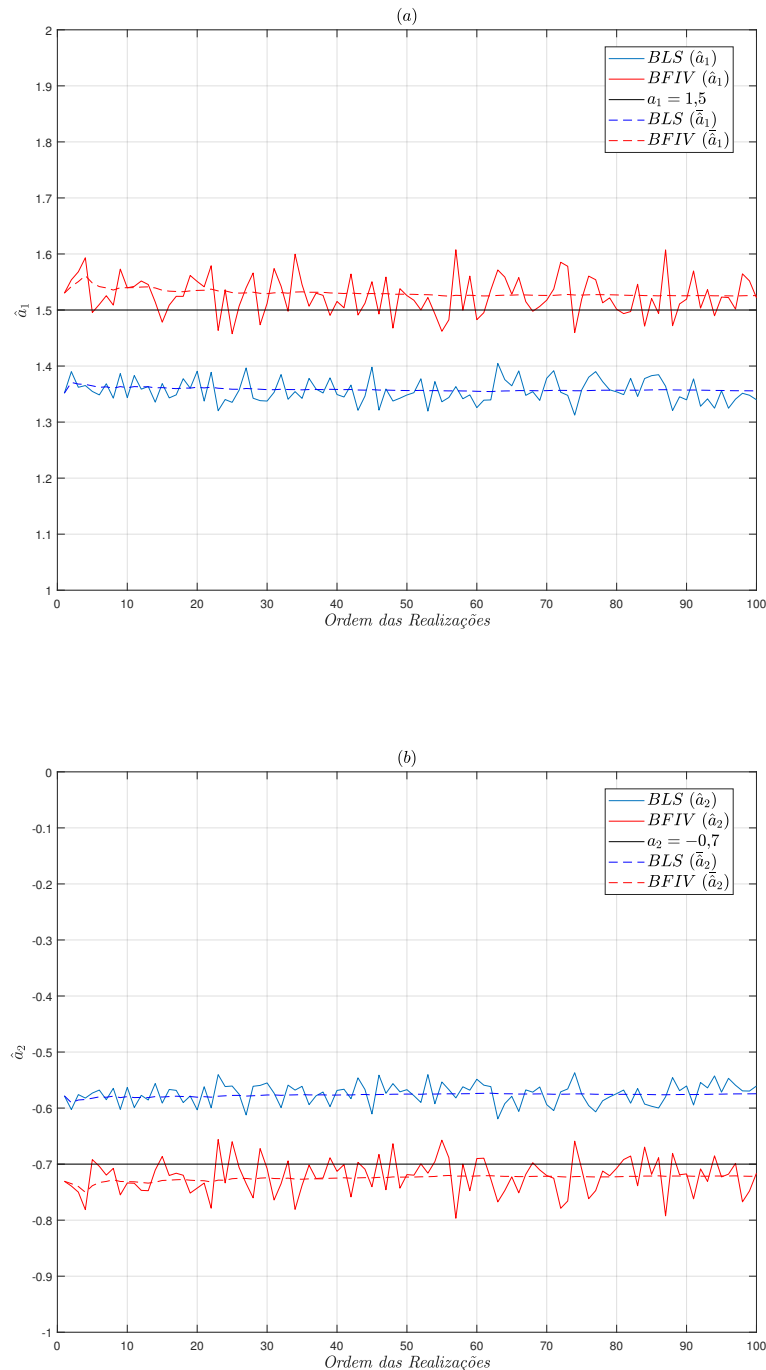 (a)
2
1.9
1.8
1.7
1.6
1.5
1.4
1.3
1.2
1.1
1
â₁
BLS (â₁)
BFIV (â₁)
a₁ = 1,5
BLS (â̄₁)
BFIV (â̄₁)
0 10 20 30 40 50 60 70 80 90 100
Ordem das Realizações
(b)
0
-0.1
-0.2
-0.3
-0.4
-0.5
-0.6
-0.7
-0.8
-0.9
-1
â₂
BLS (â₂)
BFIV (â₂)
a₂ = −0,7
BLS (â̄₂)
BFIV (â̄₂)
0 10 20 30 40 50 60 70 80 90 100
Ordem das Realizações